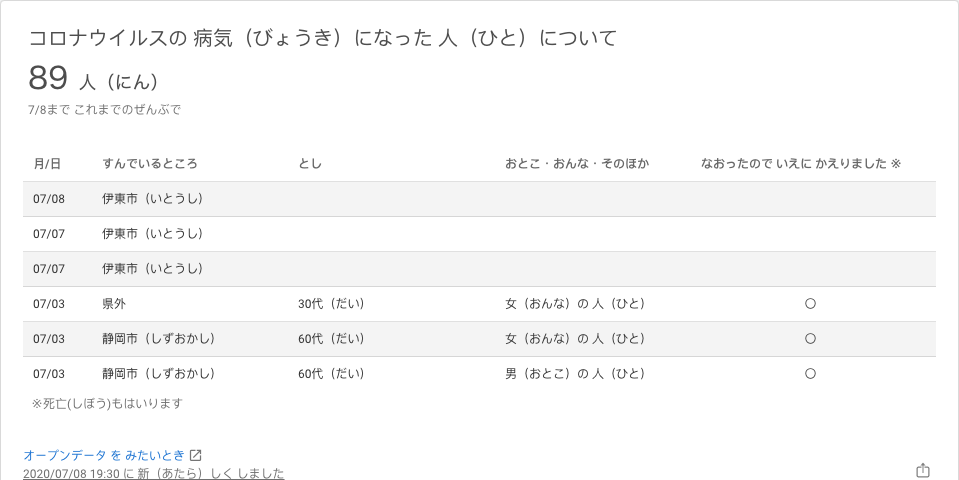 コロナウイルスの 病気（びょうき）になった 人（ひと）について
89 人（にん）
7/8まで これまでのぜんぶで
月/日 すんでいるところ とし おとこ・おんな・そのほか なおったので いえに かえりました ※
07/08 伊東市（いとうし）
07/07 伊東市（いとうし）
07/07 伊東市（いとうし）
07/03 県外 30代（だい） 女（おんな）の 人（ひと） ○
07/03 静岡市（しずおかし） 60代（だい） 女（おんな）の 人（ひと） ○
07/03 静岡市（しずおかし） 60代（だい） 男（おとこ）の 人（ひと） ○
※死亡(しぼう)もはいります
オープンデータ を みたいとき
2020/07/08 19:30 に 新（あたら）しく しました